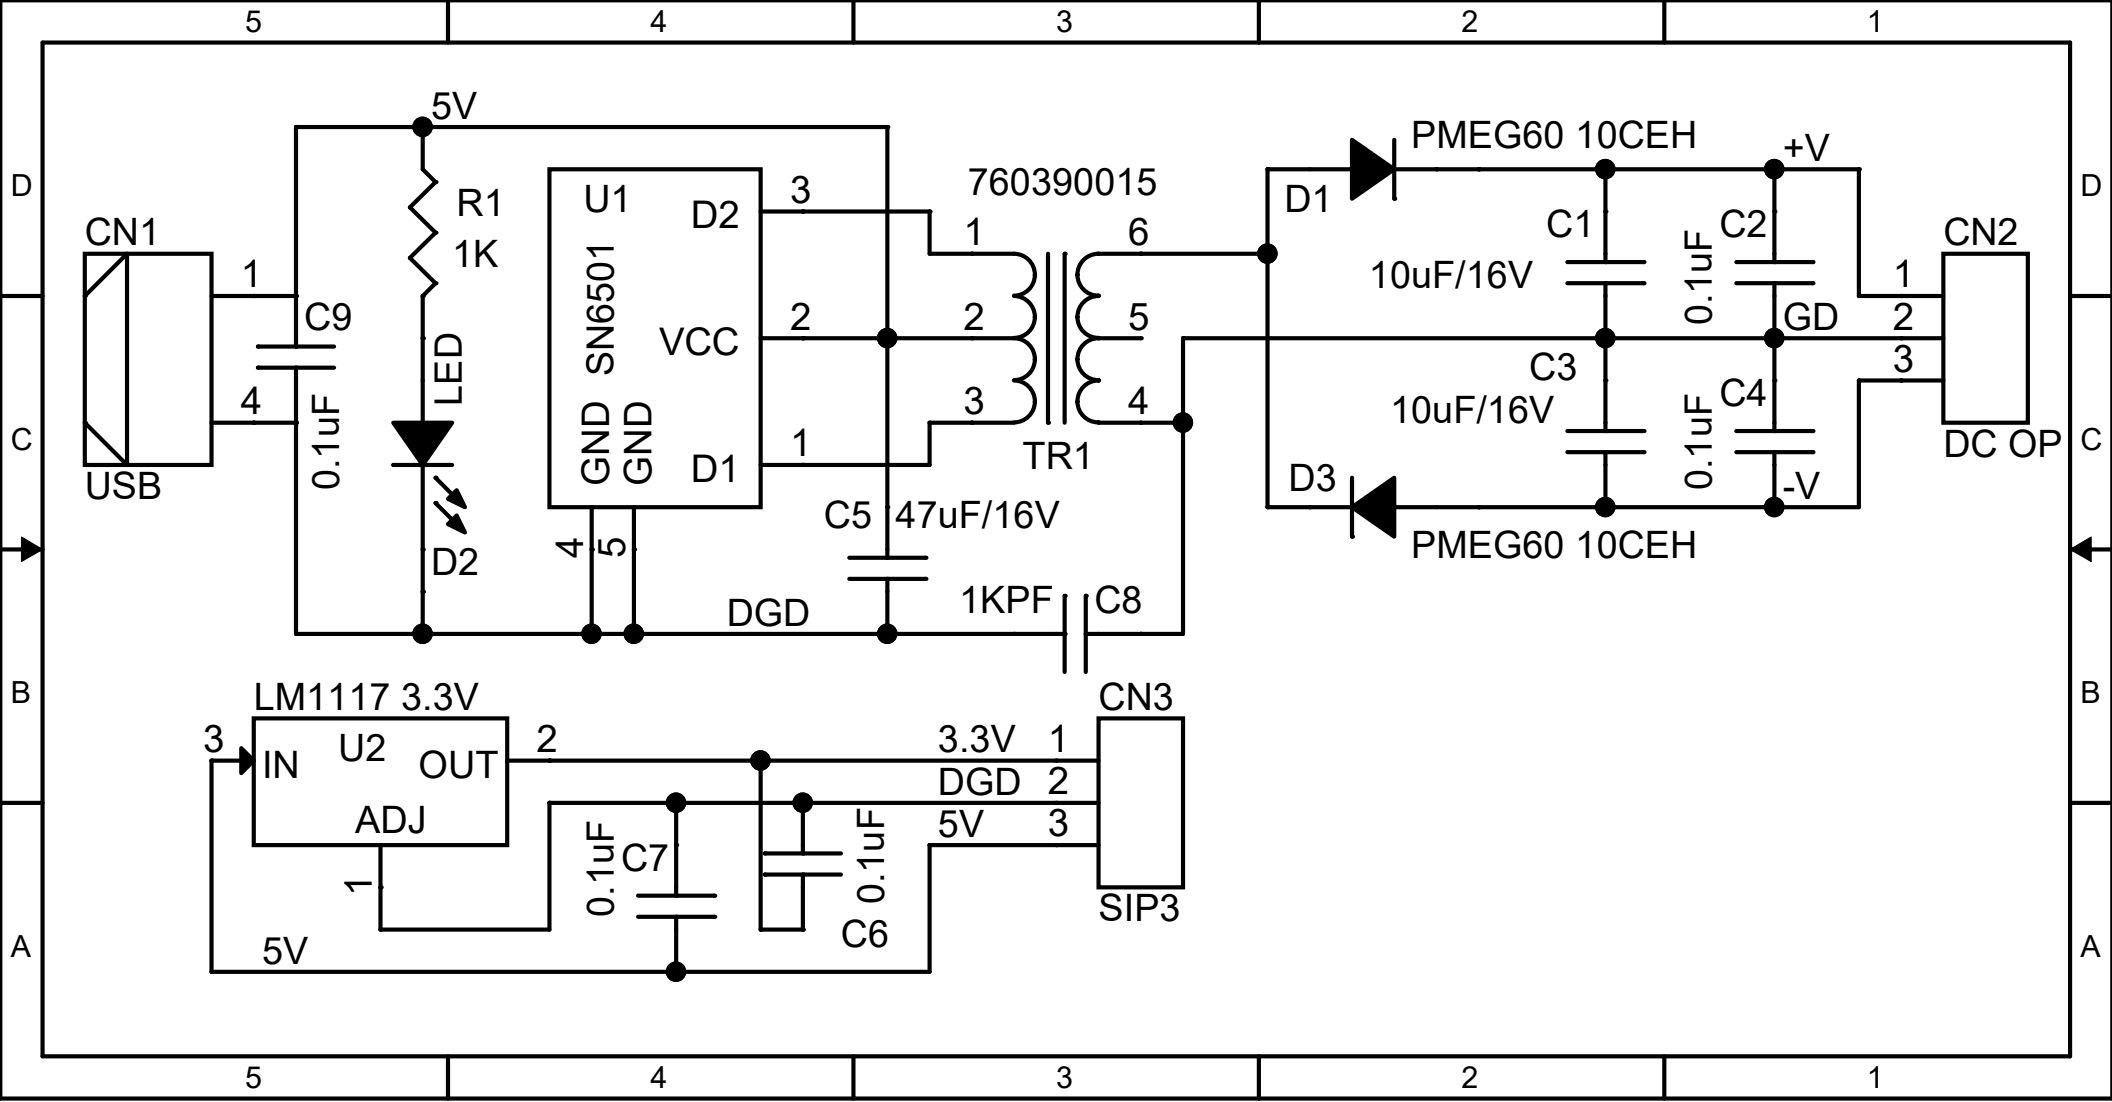 5 4 3 2 1
D
D
C
C
B
B
A
A
5V
CN1
1
4
USB
C9
0.1uF
R1
1K
LED
D2
U1
SN6501
D2
VCC
D1
GND
GND
3
2
1
4
5
DGD
C5
47uF/16V
760390015
1
2
3
6
5
4
TR1
1KPF
C8
PMEG60 10CEH
D1
D3
PMEG60 10CEH
C1
10uF/16V
C2
0.1uF
C3
10uF/16V
C4
0.1uF
+V
GD
-V
CN2
1
2
3
DC OP
LM1117 3.3V
3
IN
U2
OUT
ADJ
2
1
5V
0.1uF
C7
0.1uF
C6
3.3V
DGD
5V
1
2
3
CN3
SIP3
5 4 3 2 1